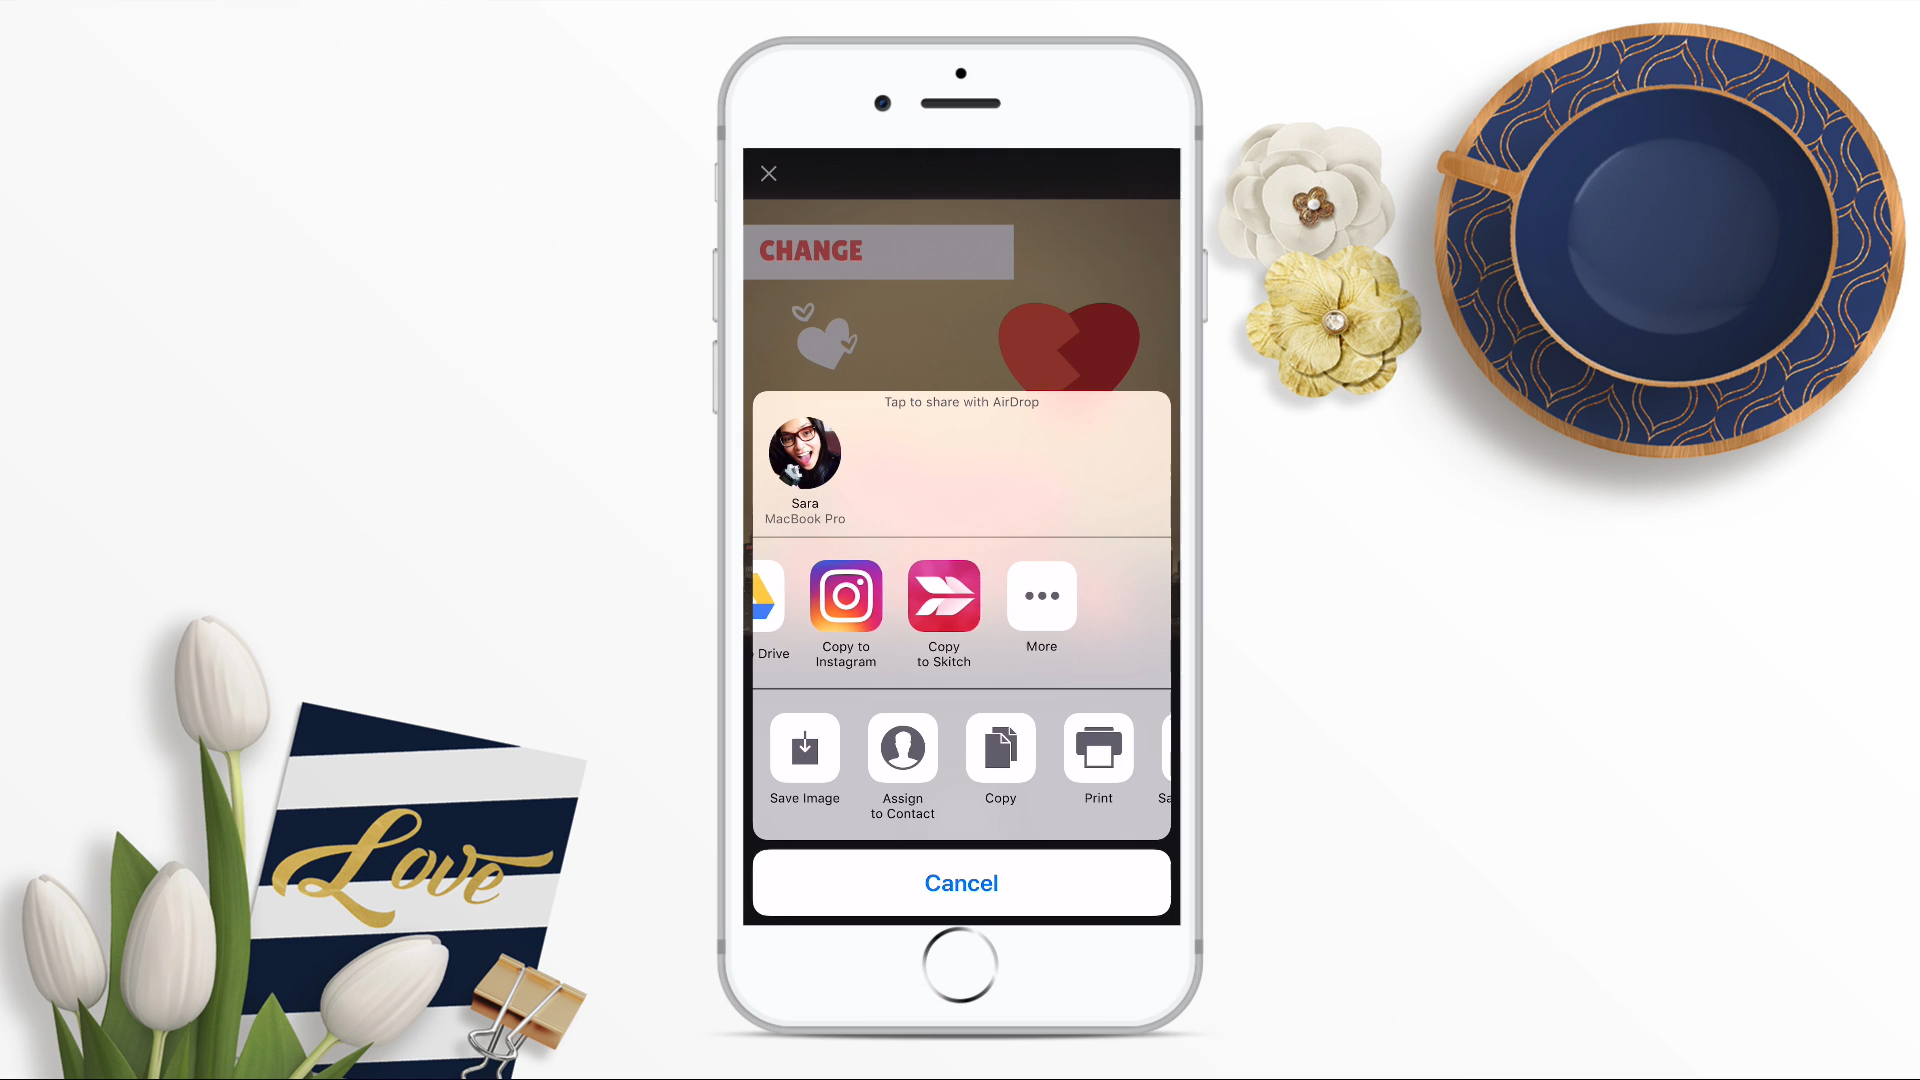 CHANGE
Tap to share with AirDrop
Sara
MacBook Pro
Drive
Copy to
Instagram
Copy
to Skitch
More
Save Image
Assign
to Contact
Copy
Print
Sa
Cancel
Love